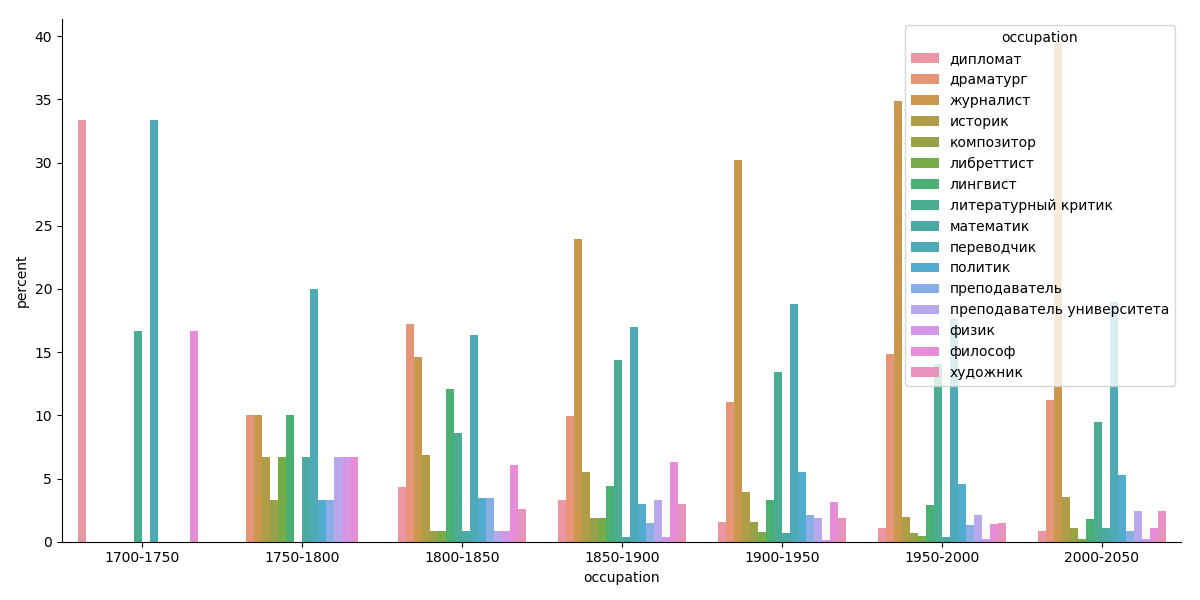 40
35
30
25
20
15
10
5
0
percent
1700-1750
1750-1800
1800-1850
1850-1900
1900-1950
1950-2000
2000-2050
occupation
occupation
дипломат
драматург
журналист
историк
композитор
либреттист
лингвист
литературный критик
математик
переводчик
политик
преподаватель
преподаватель университета
физик
философ
художник